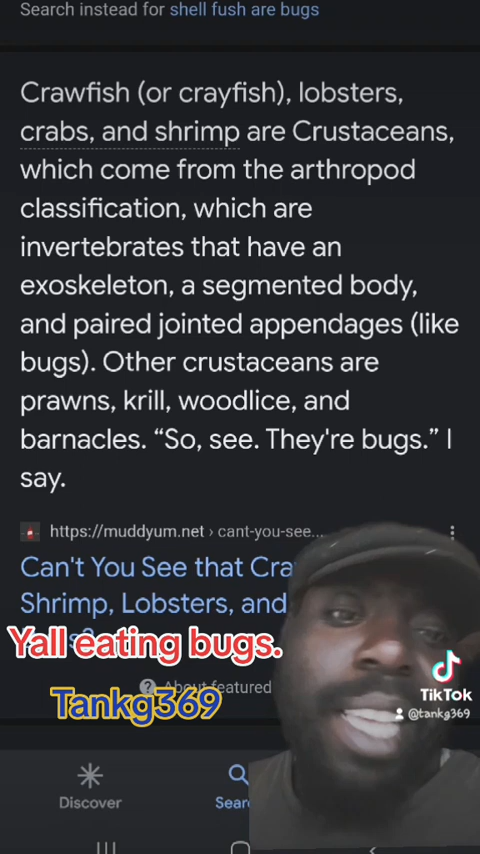 Search instead for shell fush are bugs
Crawfish (or crayfish), lobsters,
crabs, and shrimp are Crustaceans,
which come from the arthropod
classification, which are
invertebrates that have an
exoskeleton, a segmented body,
and paired jointed appendages (like
bugs). Other crustaceans are
prawns, krill, woodlice, and
barnacles. “So, see. They're bugs.” I
say.
https://muddyum.net › cant-you-see...
Can't You See that Cra
Shrimp, Lobsters, and
Yall eating bugs.
About featured
Tankg369
TikTok
@tankg369
Discover
Sear